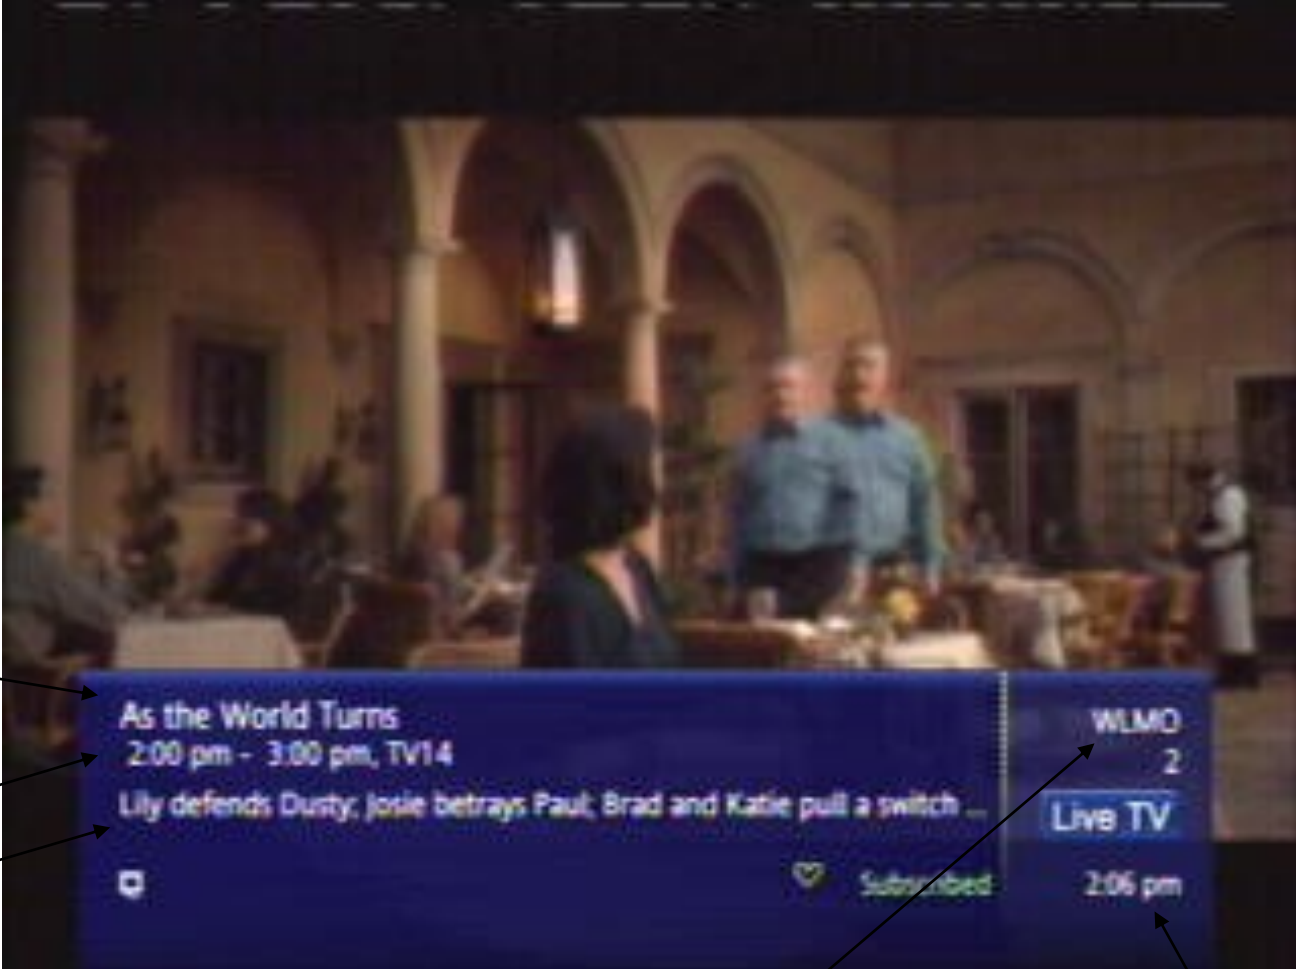 As the World Turns
2:00 pm - 3:00 pm, TV14
Lily defends Dusty; Josie betrays Paul; Brad and Katie pull a switch ...
Subscribed
WLMO
2
Live TV
2:06 pm